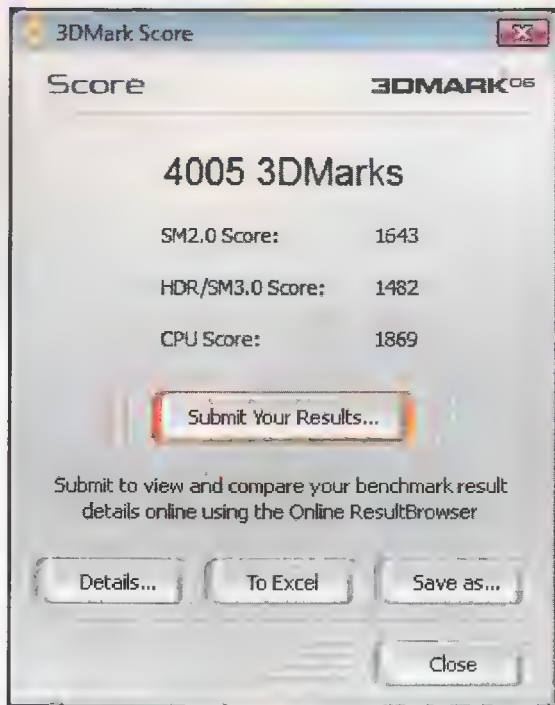 3DMark Score
Score 3DMARK06
4005 3DMarks
SM2.0 Score: 1643
HDR/SM3.0 Score: 1482
CPU Score: 1869
Submit Your Results...
Submit to view and compare your benchmark result
details online using the Online ResultBrowser
Details... To Excel Save as...
Close